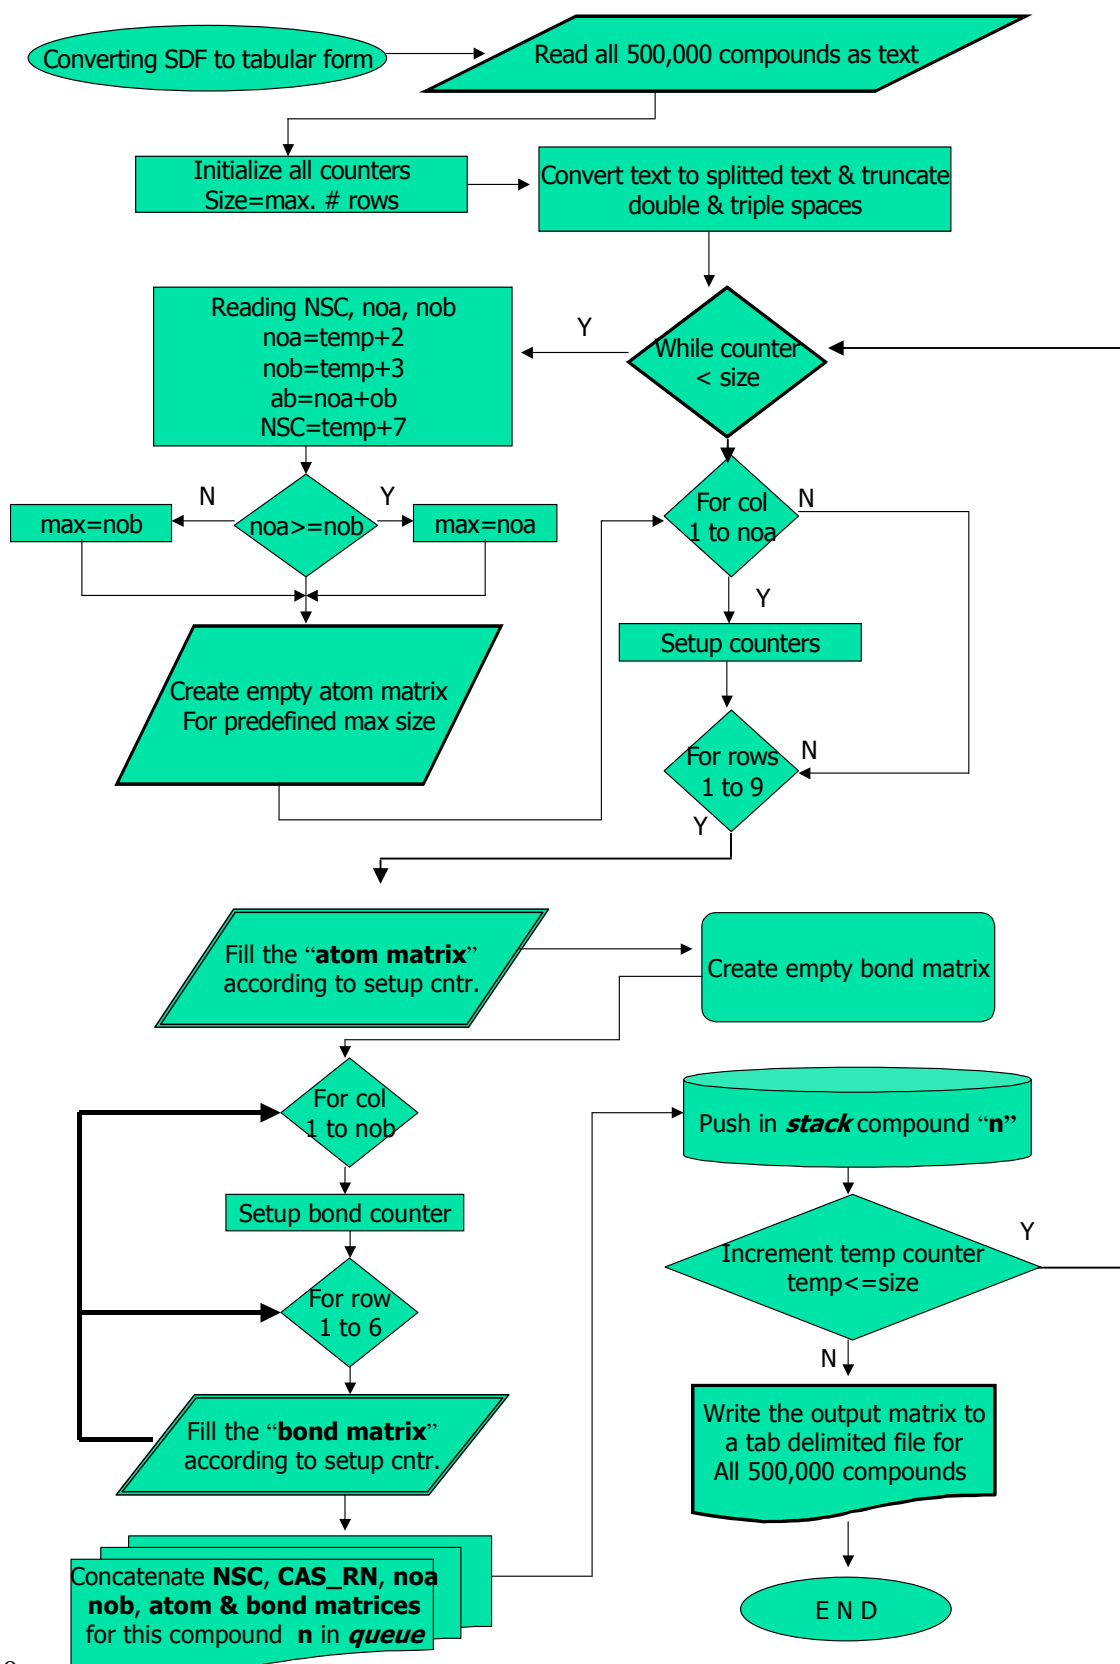 Converting SDF to tabular form
Read all 500,000 compounds as text
Initialize all counters
Size=max. # rows
Convert text to splitted text & truncate
double & triple spaces
Reading NSC, noa, nob
noa=temp+2
nob=temp+3
ab=noa+ob
NSC=temp+7
Y
While counter
< size
N
Y
max=nob
noa>=nob
max=noa
For col
1 to noa
N
Y
Setup counters
Create empty atom matrix
For predefined max size
For rows
1 to 9
N
Y
Fill the “atom matrix”
according to setup cntr.
Create empty bond matrix
For col
1 to nob
Push in stack compound “n”
Setup bond counter
Increment temp counter
temp<=size
Y
N
For row
1 to 6
Fill the “bond matrix”
according to setup cntr.
Write the output matrix to
a tab delimited file for
All 500,000 compounds
Concatenate NSC, CAS_RN, noa
nob, atom & bond matrices
for this compound n in queue
E N D